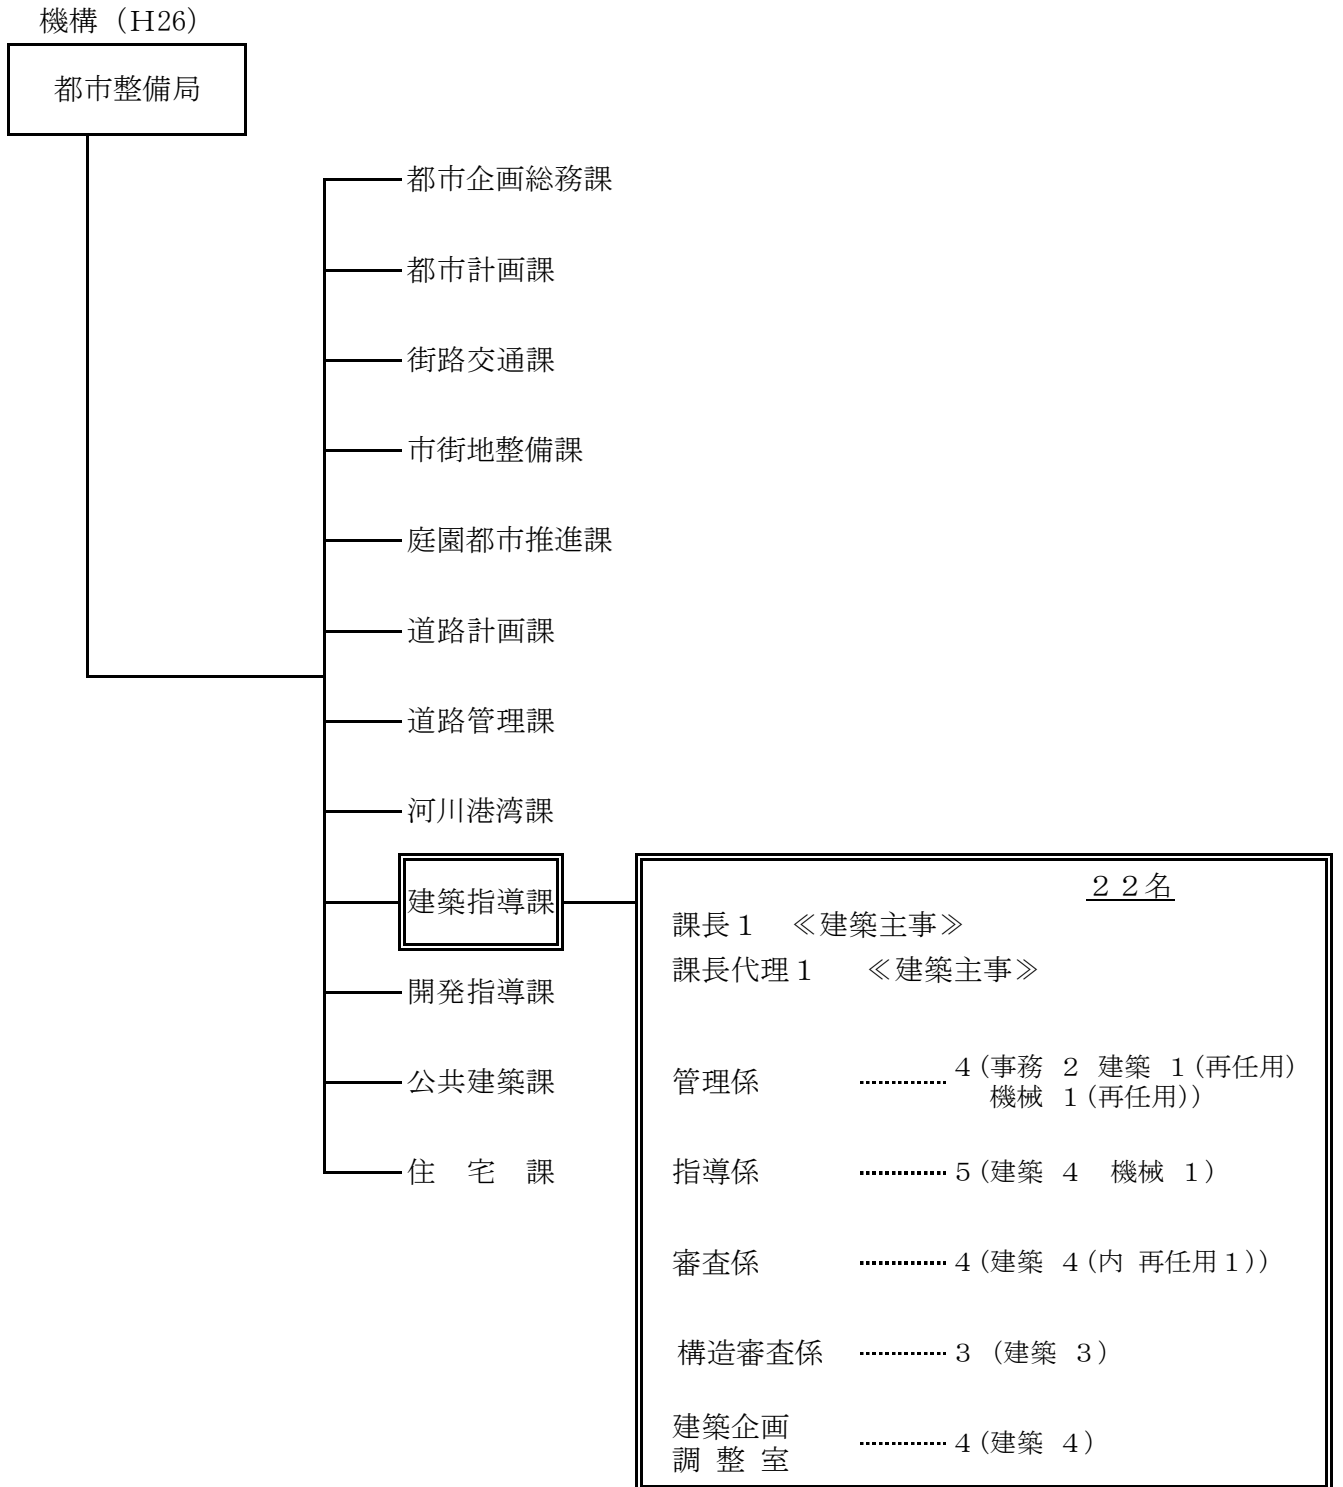 機構（Ｈ26）
都市整備局
都市企画総務課
都市計画課
街路交通課
市街地整備課
庭園都市推進課
道路計画課
道路管理課
河川港湾課
建築指導課
開発指導課
公共建築課
住　宅　課
２２名
課長１　≪建築主事≫
課長代理１　≪建築主事≫
管理係 ………… ４（事務 ２ 建築 １（再任用）
機械 １（再任用））
指導係 ………… ５（建築 ４　機械 １）
審査係 ………… ４（建築 ４（内 再任用１））
構造審査係 ………… ３ （建築 ３）
建築企画
調 整 室 ………… ４（建築 ４）